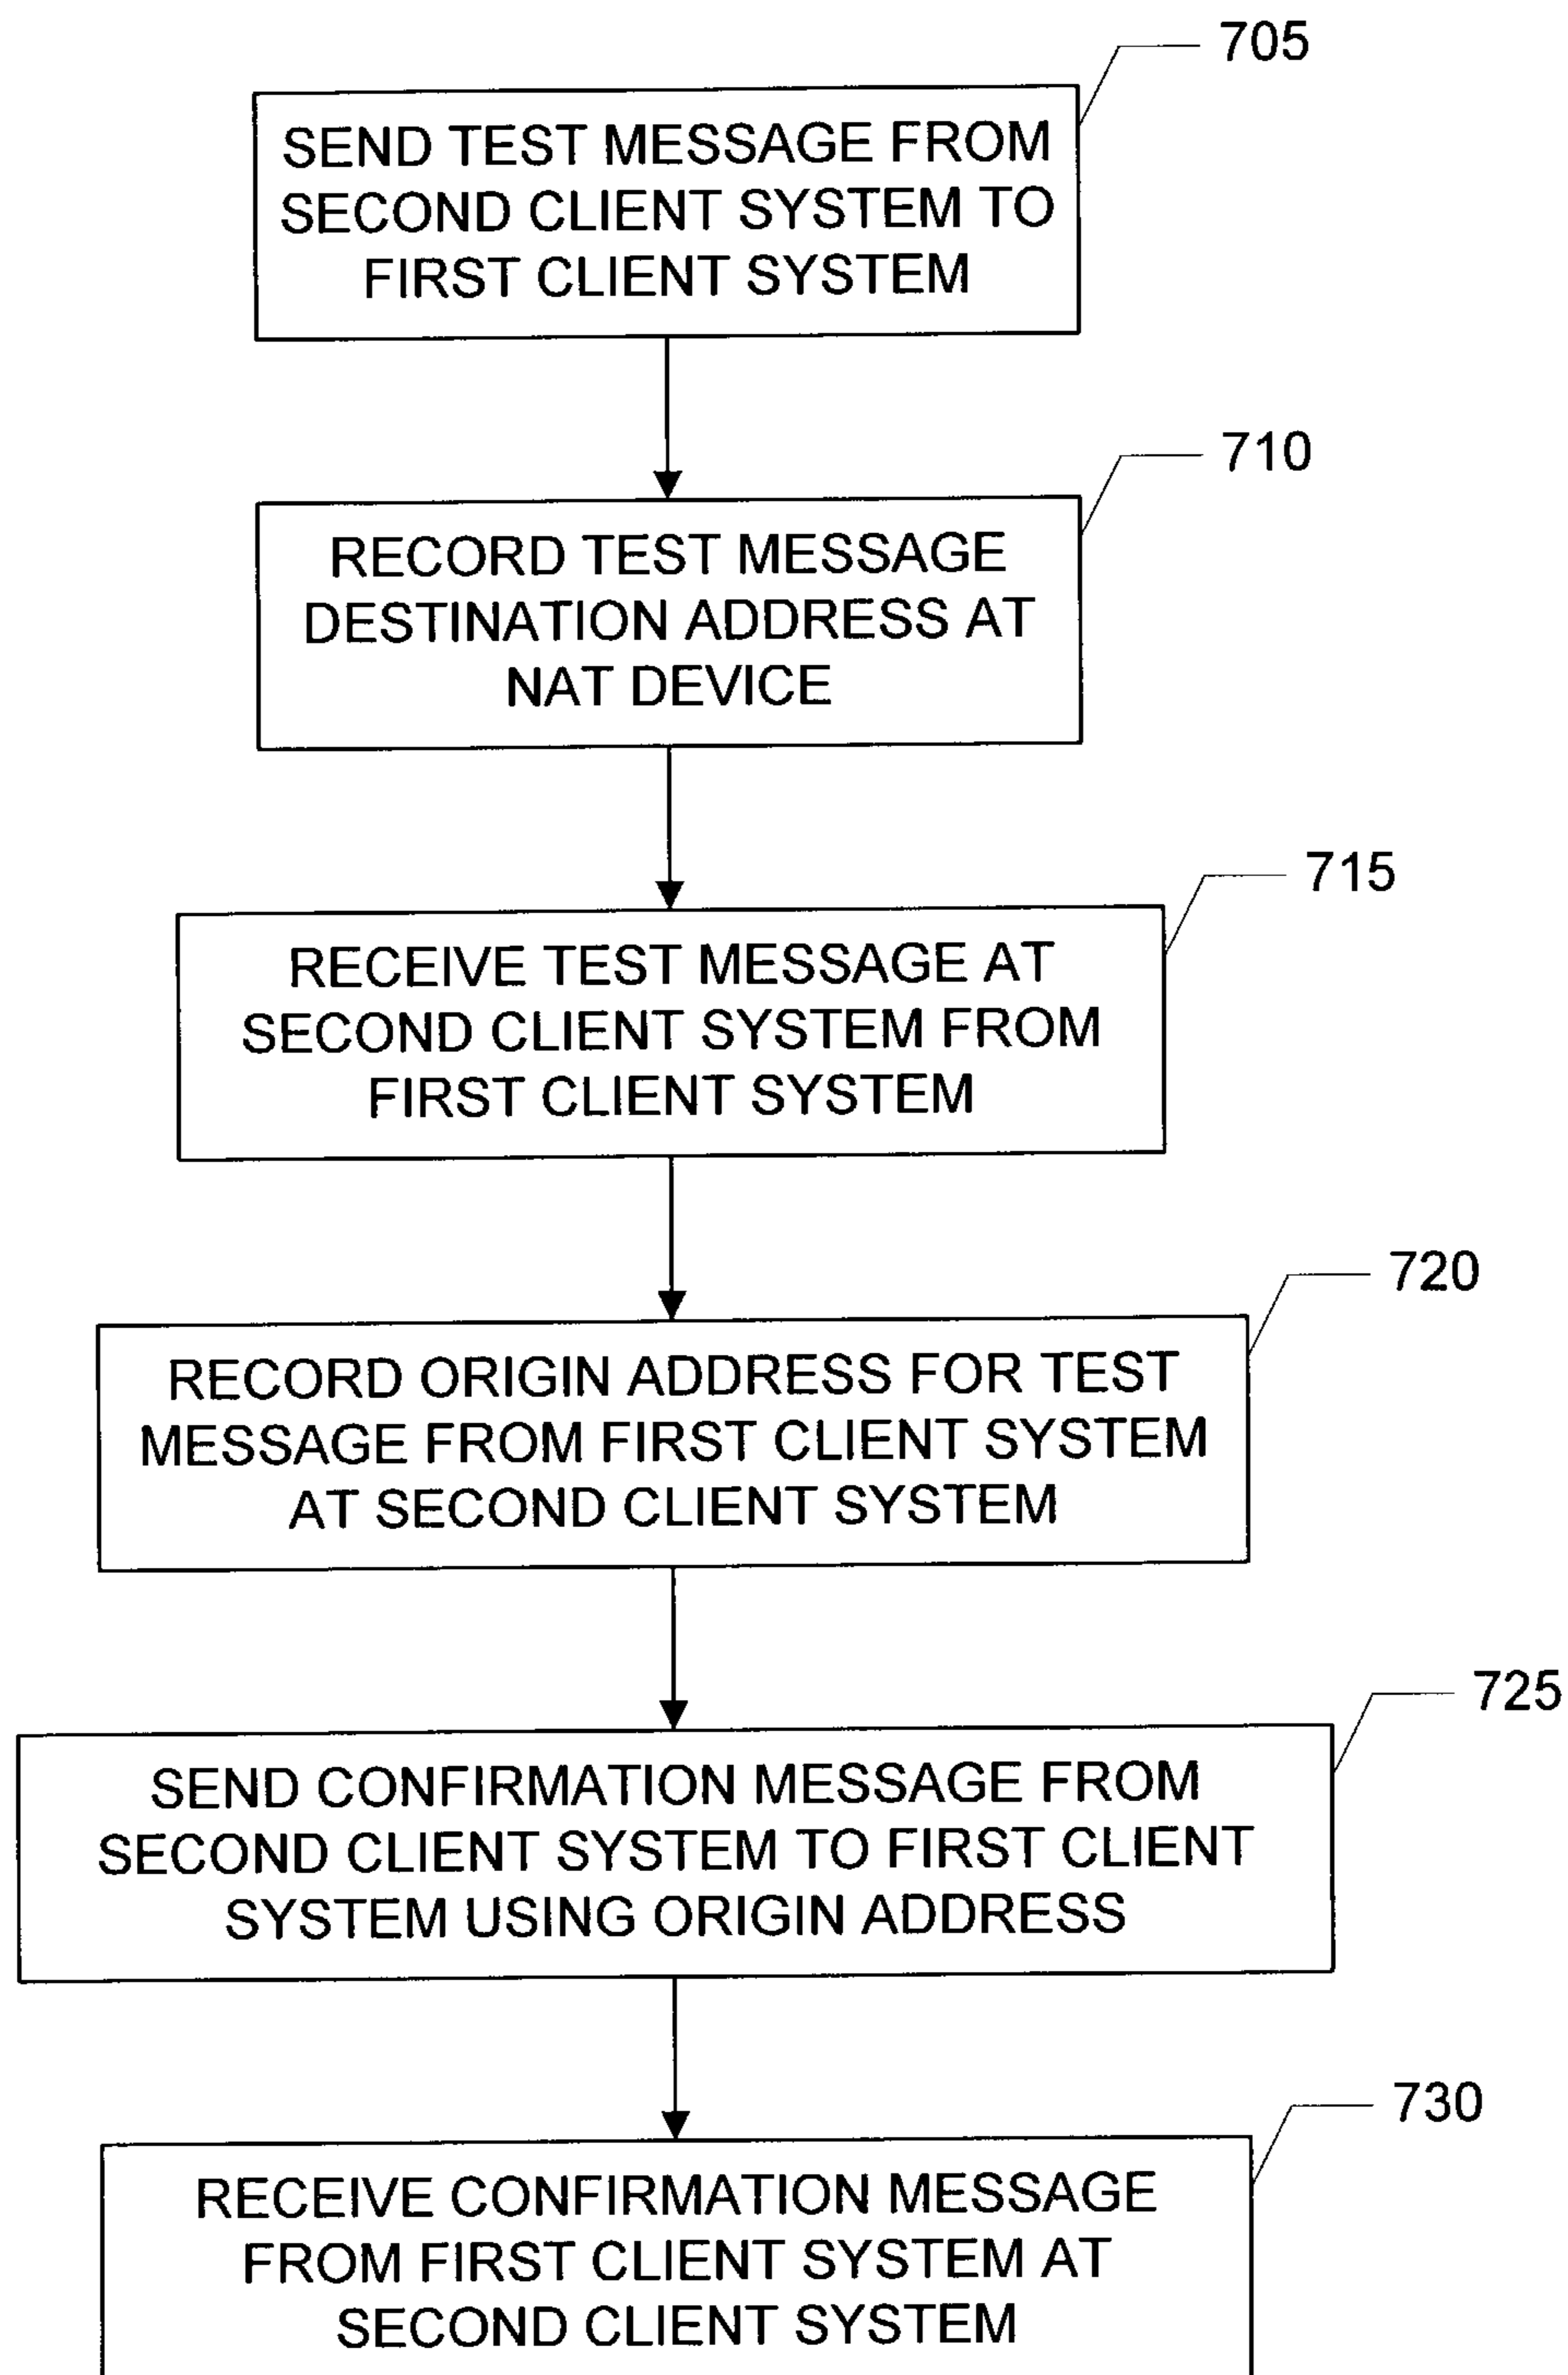 705
SEND TEST MESSAGE FROM
SECOND CLIENT SYSTEM TO
FIRST CLIENT SYSTEM
710
RECORD TEST MESSAGE
DESTINATION ADDRESS AT
NAT DEVICE
715
RECEIVE TEST MESSAGE AT
SECOND CLIENT SYSTEM FROM
FIRST CLIENT SYSTEM
720
RECORD ORIGIN ADDRESS FOR TEST
MESSAGE FROM FIRST CLIENT SYSTEM
AT SECOND CLIENT SYSTEM
725
SEND CONFIRMATION MESSAGE FROM
SECOND CLIENT SYSTEM TO FIRST CLIENT
SYSTEM USING ORIGIN ADDRESS
730
RECEIVE CONFIRMATION MESSAGE
FROM FIRST CLIENT SYSTEM AT
SECOND CLIENT SYSTEM